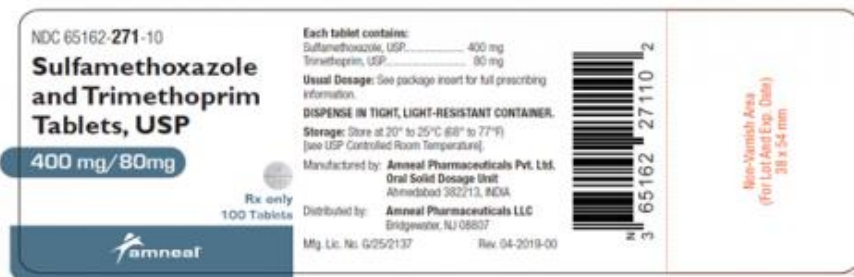 NDC 65162-271-10
Sulfamethoxazole
and Trimethoprim
Tablets, USP
400 mg/80mg
Rx only
100 Tablets
amneal
Each tablet contains:
Sulfamethoxazole, USP.................. 400 mg
Trimethoprim, USP........................ 80 mg
Usual Dosage: See package insert for full prescribing
information.
DISPENSE IN TIGHT, LIGHT-RESISTANT CONTAINER.
Storage: Store at 20° to 25°C (68° to 77°F)
[see USP Controlled Room Temperature].
Manufactured by: Amneal Pharmaceuticals Pvt. Ltd.
Oral Solid Dosage Unit
Ahmedabad 382213, INDIA
Distributed by: Amneal Pharmaceuticals LLC
Bridgewater, NJ 08807
Mfg. Lic. No. G/25/2137 Rev. 04-2019-00
N
3 65162 27110 2
Non-Varnish Area
(For Lot And Exp. Date)
38 x 54 mm